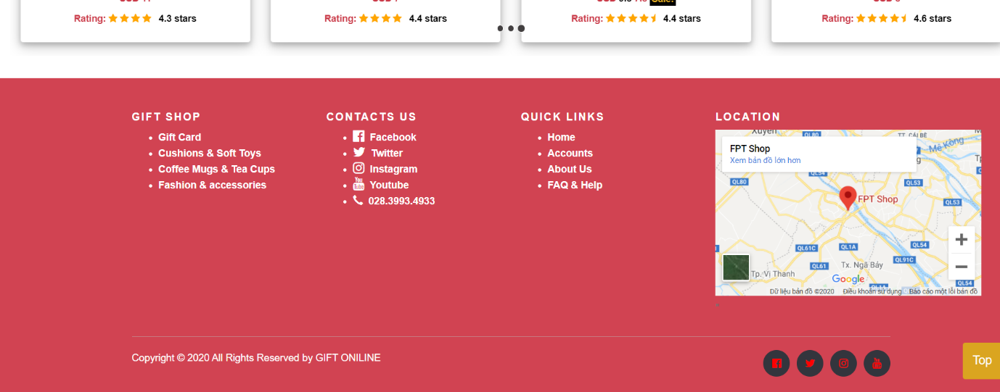 Sale!
Rating: 4.3 stars
Rating: 4.4 stars
Rating: 4.4 stars
Rating: 4.6 stars
GIFT SHOP
Gift Card
Cushions & Soft Toys
Coffee Mugs & Tea Cups
Fashion & accessories
CONTACTS US
Facebook
Twitter
Instagram
You Tube Youtube
028.3993.4933
QUICK LINKS
Home
Accounts
About Us
FAQ & Help
LOCATION
QL80
TT. CÁI BÈ
Mê Kông
FPT Shop
Xem bản đồ lớn hơn
QL54
QL80
QL53
QL53
FPT Shop
QL61C
QL1A
QL54
QL91C
QL61
Tx. Ngã Bảy
Tp. Vị Thanh
Google
QL54
Dữ liệu bản đồ ©2020 Điều khoản sử dụng Báo cáo một lỗi bản đồ
Copyright © 2020 All Rights Reserved by GIFT ONILINE
Top